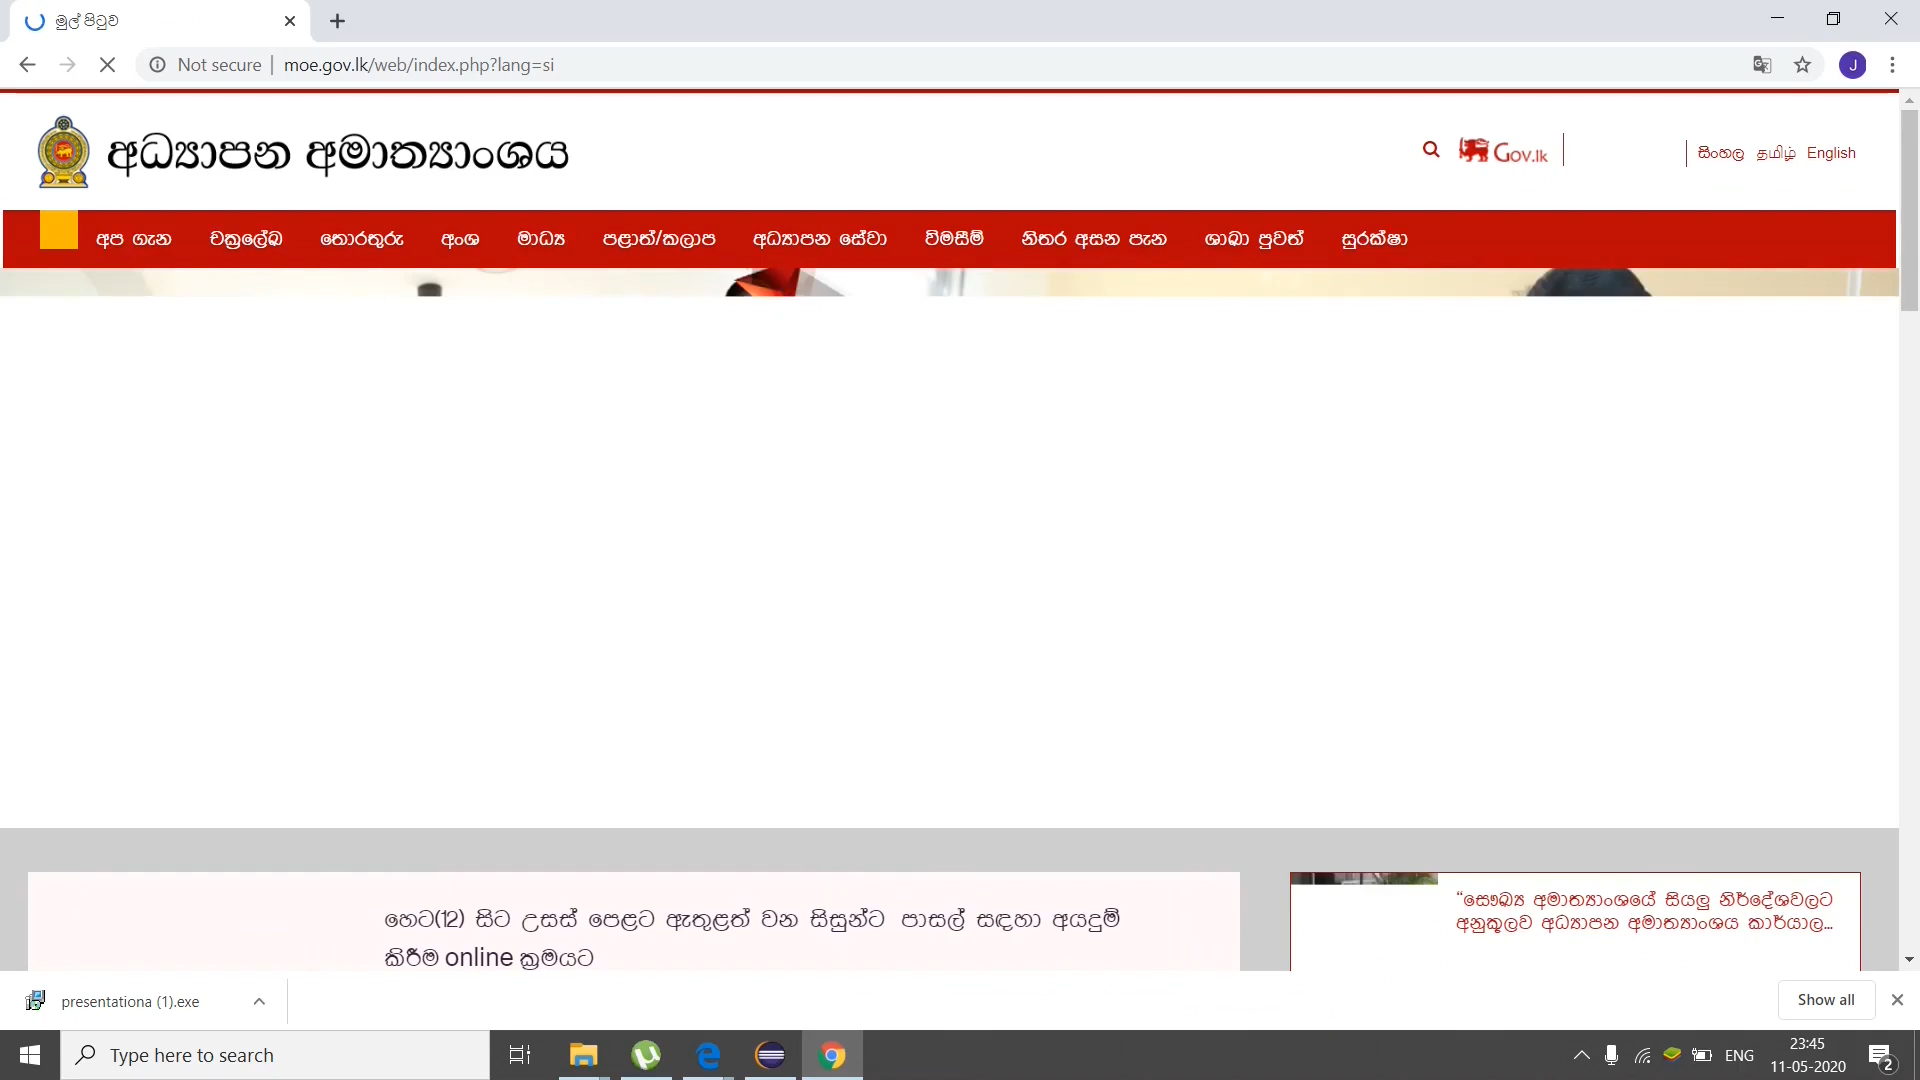 මුල් පිටුව
Not secure | moe.gov.lk/web/index.php?lang=si
J
අධ්‍යාපන අමාත්‍යාංශය
Gov.lk
සිංහල தமிழ் English
අප ගැන චක්‍රලේඛ තොරතුරු අංශ මාධ්‍ය පළාත්/කලාප අධ්‍යාපන සේවා විමසීම් නිතර අසන පැන ශාඛා පුවත් සුරක්ෂා
හෙට(12) සිට උසස් පෙළට ඇතුළත් වන සිසුන්ට පාසල් සඳහා අයදුම්
කිරීම online ක්‍රමයට
“සෞඛ්‍ය අමාත්‍යාංශයේ සියලු නිර්දේශවලට
අනුකූලව අධ්‍යාපන අමාත්‍යාංශය කාර්යාල...
presentationa (1).exe
Show all
Type here to search
ENG
23:45
11-05-2020
2